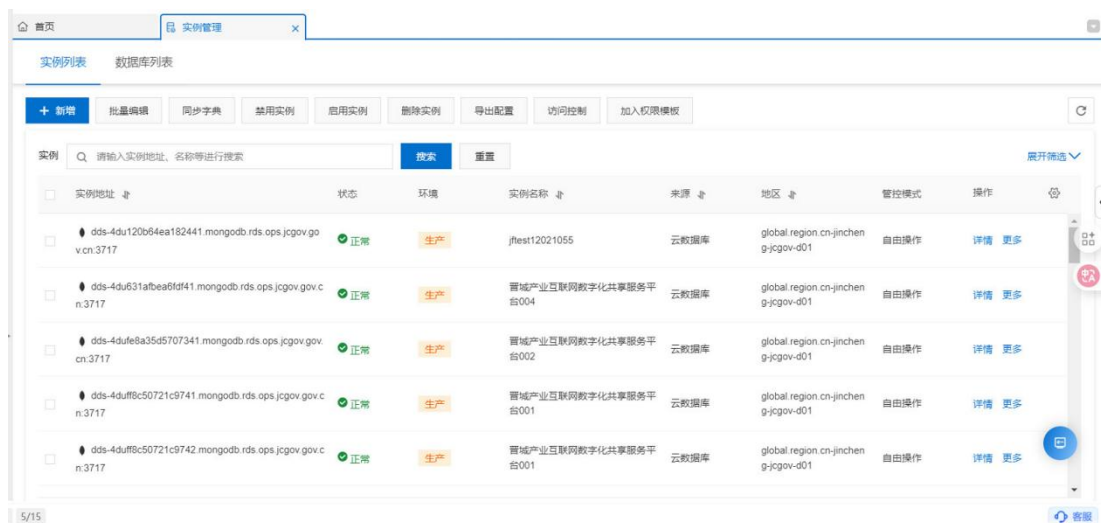 首页
实例管理 ×
实例列表 数据库列表
+ 新增 批量编辑 同步字典 禁用实例 启用实例 删除实例 导出配置 访问控制 加入权限模板
实例 请输入实例地址、名称等进行搜索 搜索 重置 展开筛选
实例地址 状态 环境 实例名称 来源 地区 管控模式 操作
dds-4du120b64ea182441.mongodb.rds.ops.jcgov.go
v.cn:3717
正常 生产 jftest12021055 云数据库
global.region.cn-jinchen
g-jcgov-d01
自由操作 详情 更多
dds-4du631afbea6fdf41.mongodb.rds.ops.jcgov.gov.c
n:3717
正常 生产
晋城产业互联网数字化共享服务平
台004
云数据库
global.region.cn-jinchen
g-jcgov-d01
自由操作 详情 更多
dds-4dufe8a35d5707341.mongodb.rds.ops.jcgov.gov.
cn:3717
正常 生产
晋城产业互联网数字化共享服务平
台002
云数据库
global.region.cn-jinchen
g-jcgov-d01
自由操作 详情 更多
dds-4duff8c50721c9741.mongodb.rds.ops.jcgov.gov.c
n:3717
正常 生产
晋城产业互联网数字化共享服务平
台001
云数据库
global.region.cn-jinchen
g-jcgov-d01
自由操作 详情 更多
dds-4duff8c50721c9742.mongodb.rds.ops.jcgov.gov.c
n:3717
正常 生产
晋城产业互联网数字化共享服务平
台001
云数据库
global.region.cn-jinchen
g-jcgov-d01
自由操作 详情 更多
5/15 客服